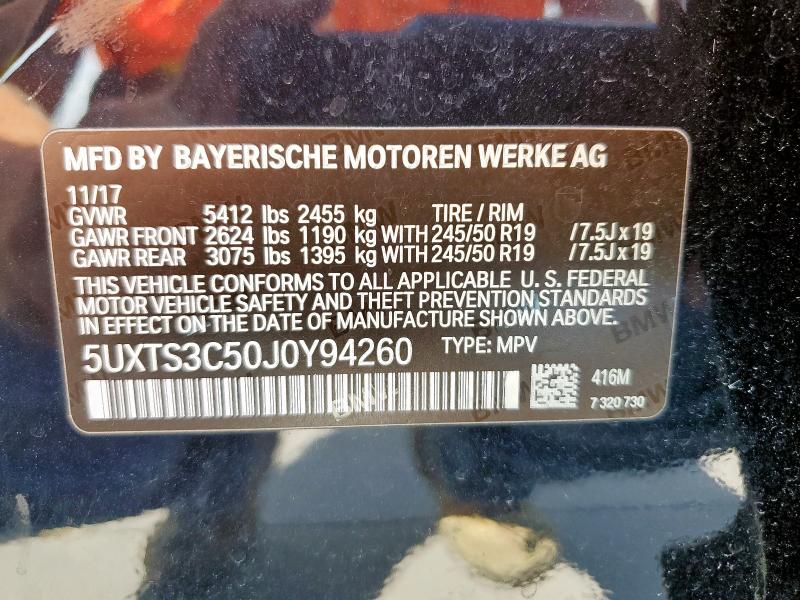 MFD BY BAYERISCHE MOTOREN WERKE AG
11/17
GVWR 5412 lbs 2455 kg TIRE / RIM
GAWR FRONT 2624 lbs 1190 kg WITH 245/50 R19 /7.5J x 19
GAWR REAR 3075 lbs 1395 kg WITH 245/50 R19 /7.5J x 19
THIS VEHICLE CONFORMS TO ALL APPLICABLE U. S. FEDERAL
MOTOR VEHICLE SAFETY AND THEFT PREVENTION STANDARDS
IN EFFECT ON THE DATE OF MANUFACTURE SHOWN ABOVE.
5UXTS3C50J0Y94260 TYPE: MPV
416M
7 320 730